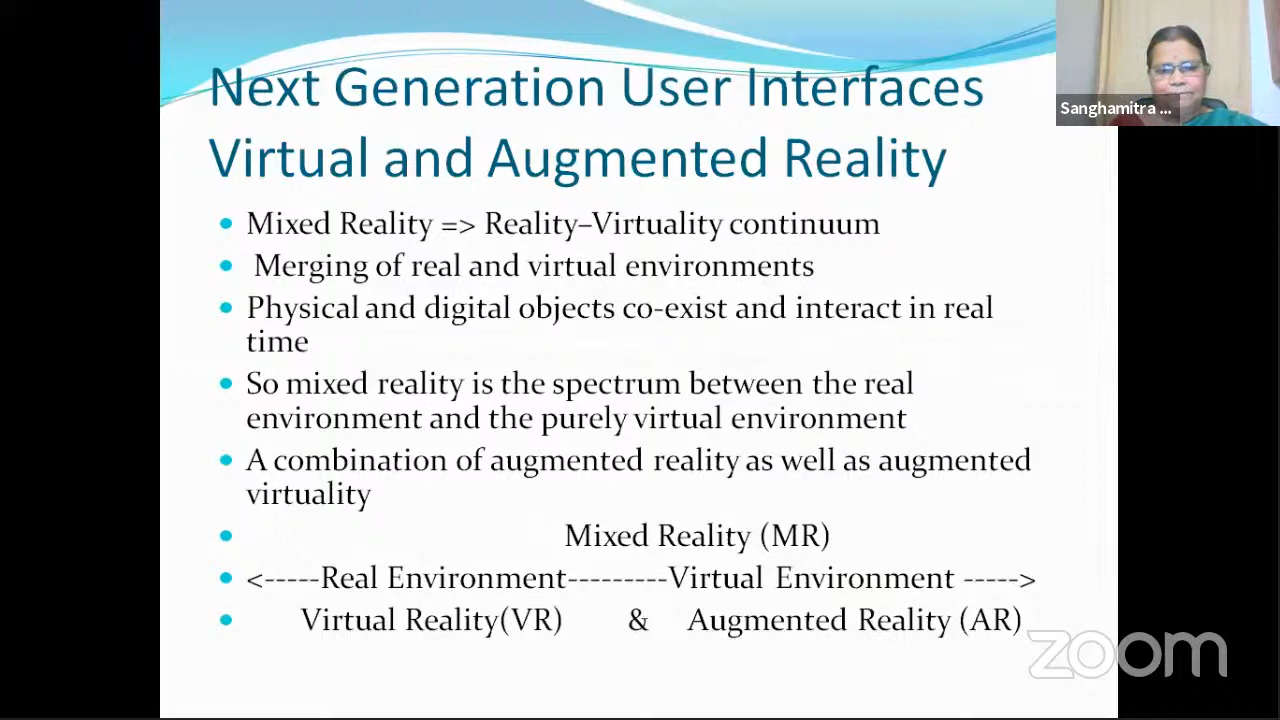 Next Generation User Interfaces
Virtual and Augmented Reality
Sanghamitra ...
• Mixed Reality => Reality–Virtuality continuum
• Merging of real and virtual environments
• Physical and digital objects co-exist and interact in real
time
• So mixed reality is the spectrum between the real
environment and the purely virtual environment
• A combination of augmented reality as well as augmented
virtuality
• Mixed Reality (MR)
• <-----Real Environment---------Virtual Environment ----->
• Virtual Reality(VR) & Augmented Reality (AR)
zoom